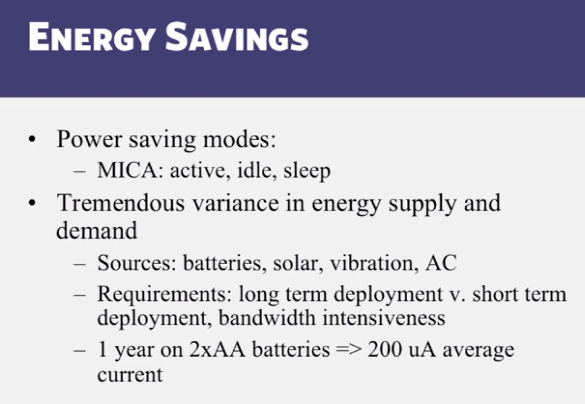 ENERGY SAVINGS
• Power saving modes:
– MICA: active, idle, sleep
• Tremendous variance in energy supply and
demand
– Sources: batteries, solar, vibration, AC
– Requirements: long term deployment v. short term
deployment, bandwidth intensiveness
– 1 year on 2xAA batteries => 200 uA average
current